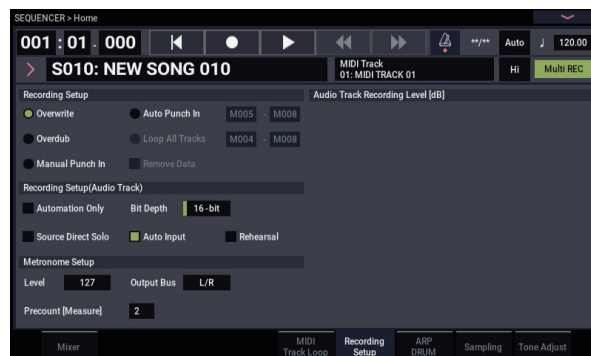 SEQUENCER > Home
001 : 01 . 000 **/** Auto ♩ 120.00
S010: NEW SONG 010 MIDI Track 01: MIDI TRACK 01 Hi Multi REC
Recording Setup
Overwrite Auto Punch In M005 - M008
Overdub Loop All Tracks M004 - M008
Manual Punch In Remove Data
Recording Setup(Audio Track)
Automation Only Bit Depth 16-bit
Source Direct Solo Auto Input Rehearsal
Metronome Setup
Level 127 Output Bus L/R
Precount [Measure] 2
Audio Track Recording Level [dB]
Mixer MIDI Track Loop Recording Setup ARP DRUM Sampling Tone Adjust